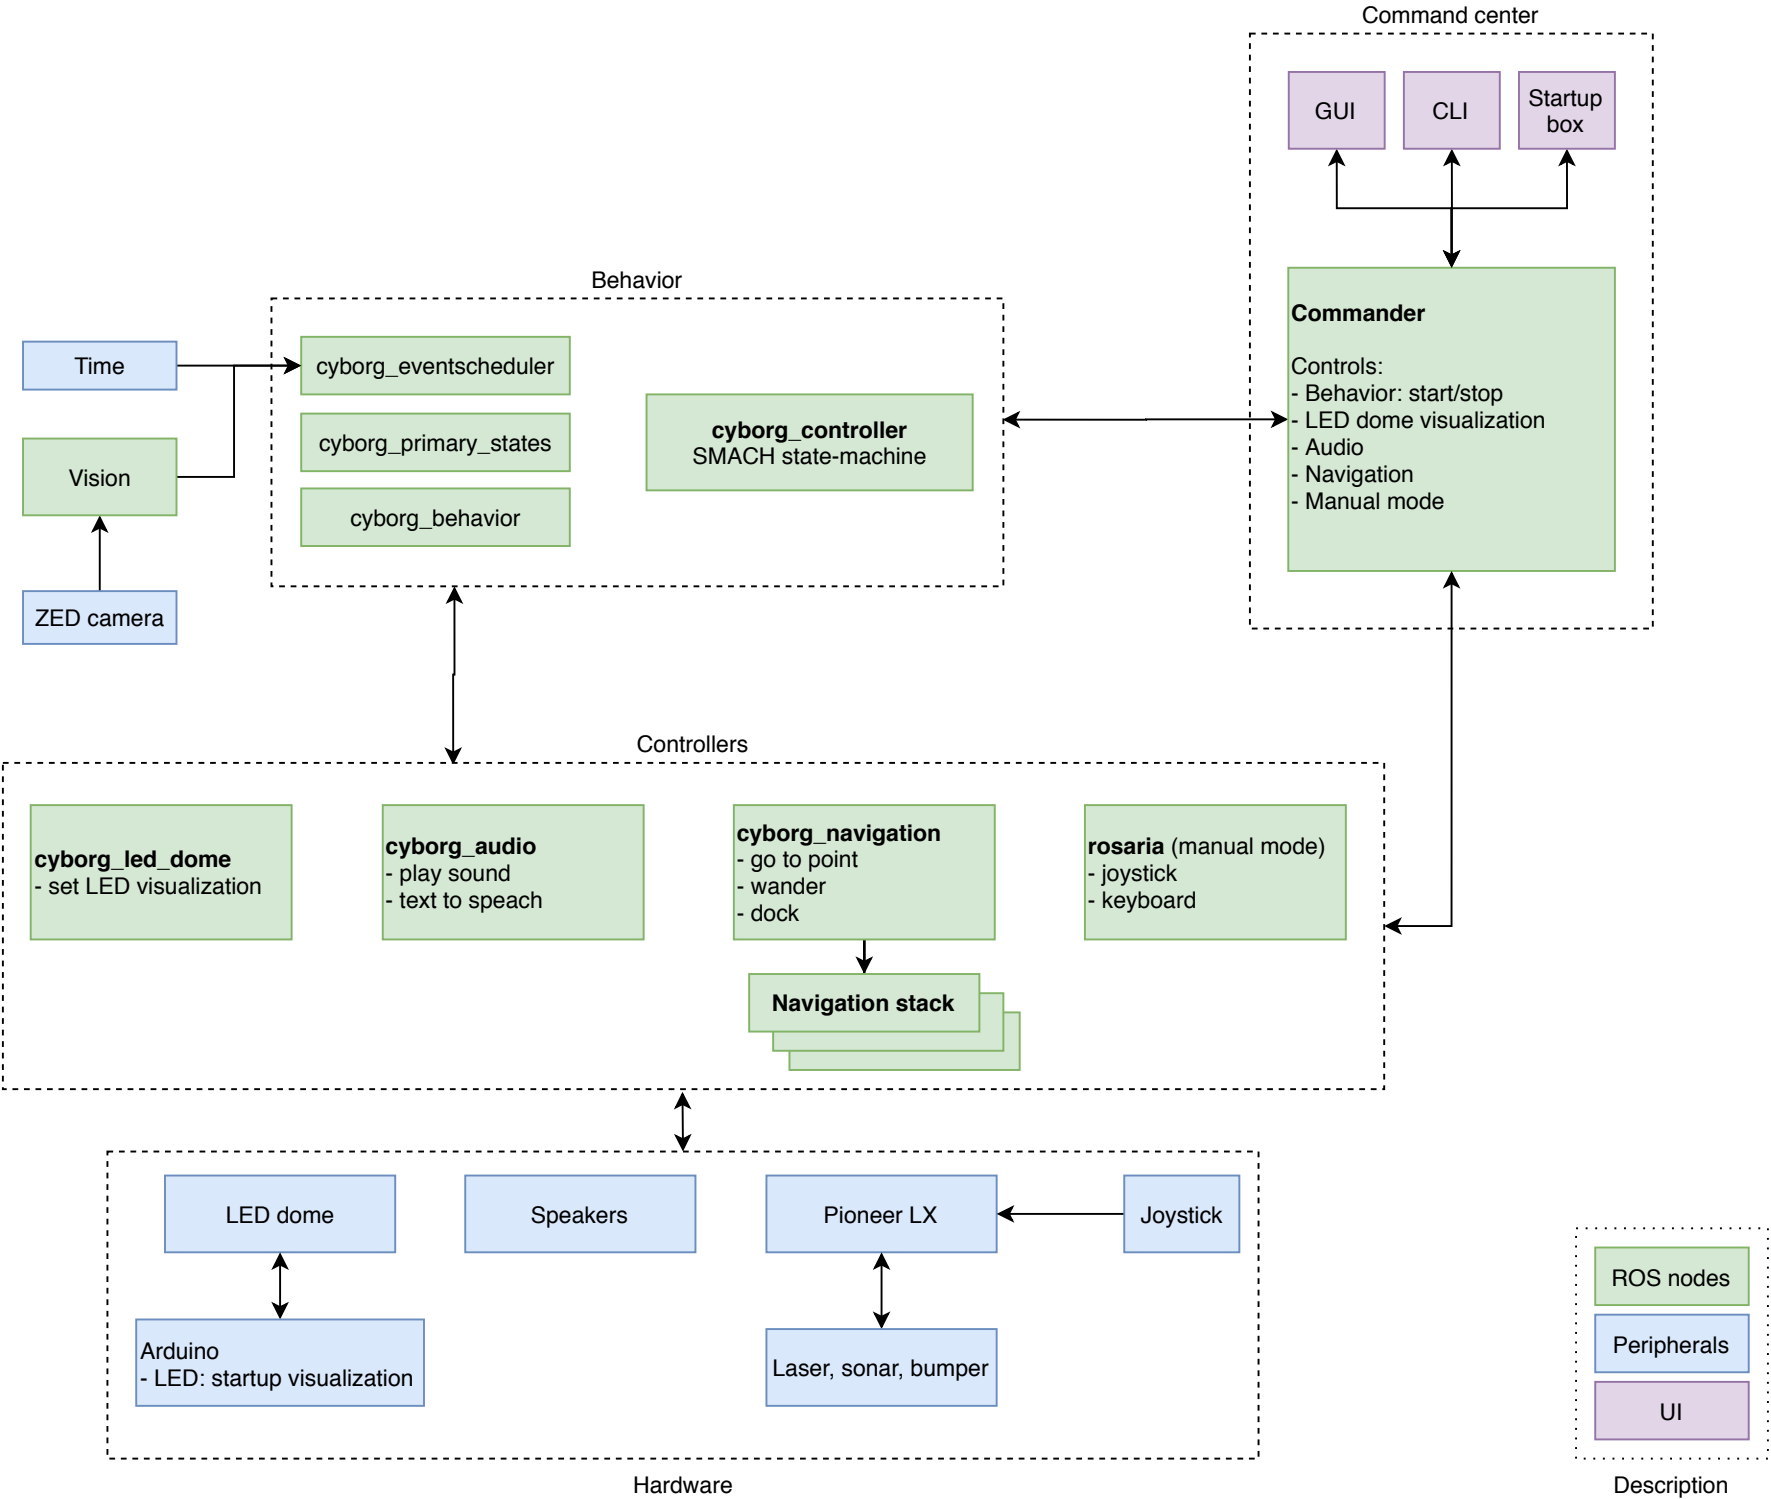 Command center
GUI
CLI
Startup
box
Commander
Controls:
- Behavior: start/stop
- LED dome visualization
- Audio
- Navigation
- Manual mode
Behavior
Time
Vision
ZED camera
cyborg_eventscheduler
cyborg_primary_states
cyborg_behavior
cyborg_controller
SMACH state-machine
Controllers
cyborg_led_dome
- set LED visualization
cyborg_audio
- play sound
- text to speach
cyborg_navigation
- go to point
- wander
- dock
rosaria (manual mode)
- joystick
- keyboard
Navigation stack
LED dome
Speakers
Pioneer LX
Joystick
Arduino
- LED: startup visualization
Laser, sonar, bumper
Hardware
ROS nodes
Peripherals
UI
Description